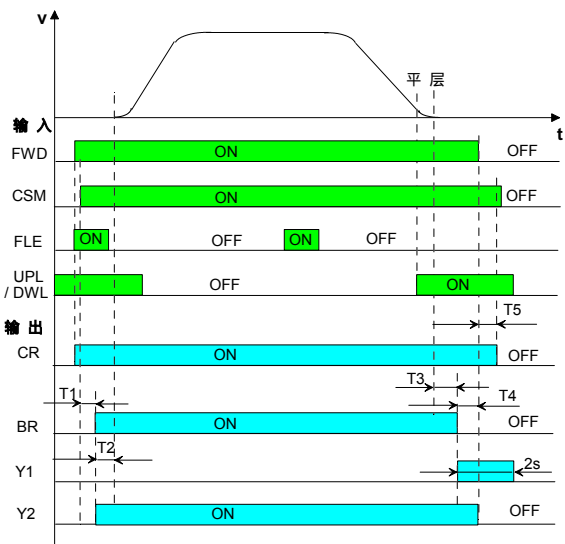 v
平 层
输 入
t
FWD ON OFF
CSM ON OFF
FLE ON OFF ON OFF
UPL
/ DWL OFF ON
T5
输 出
CR ON OFF
T3
T1 T4
BR ON OFF
T2
Y1 2s
Y2 ON OFF